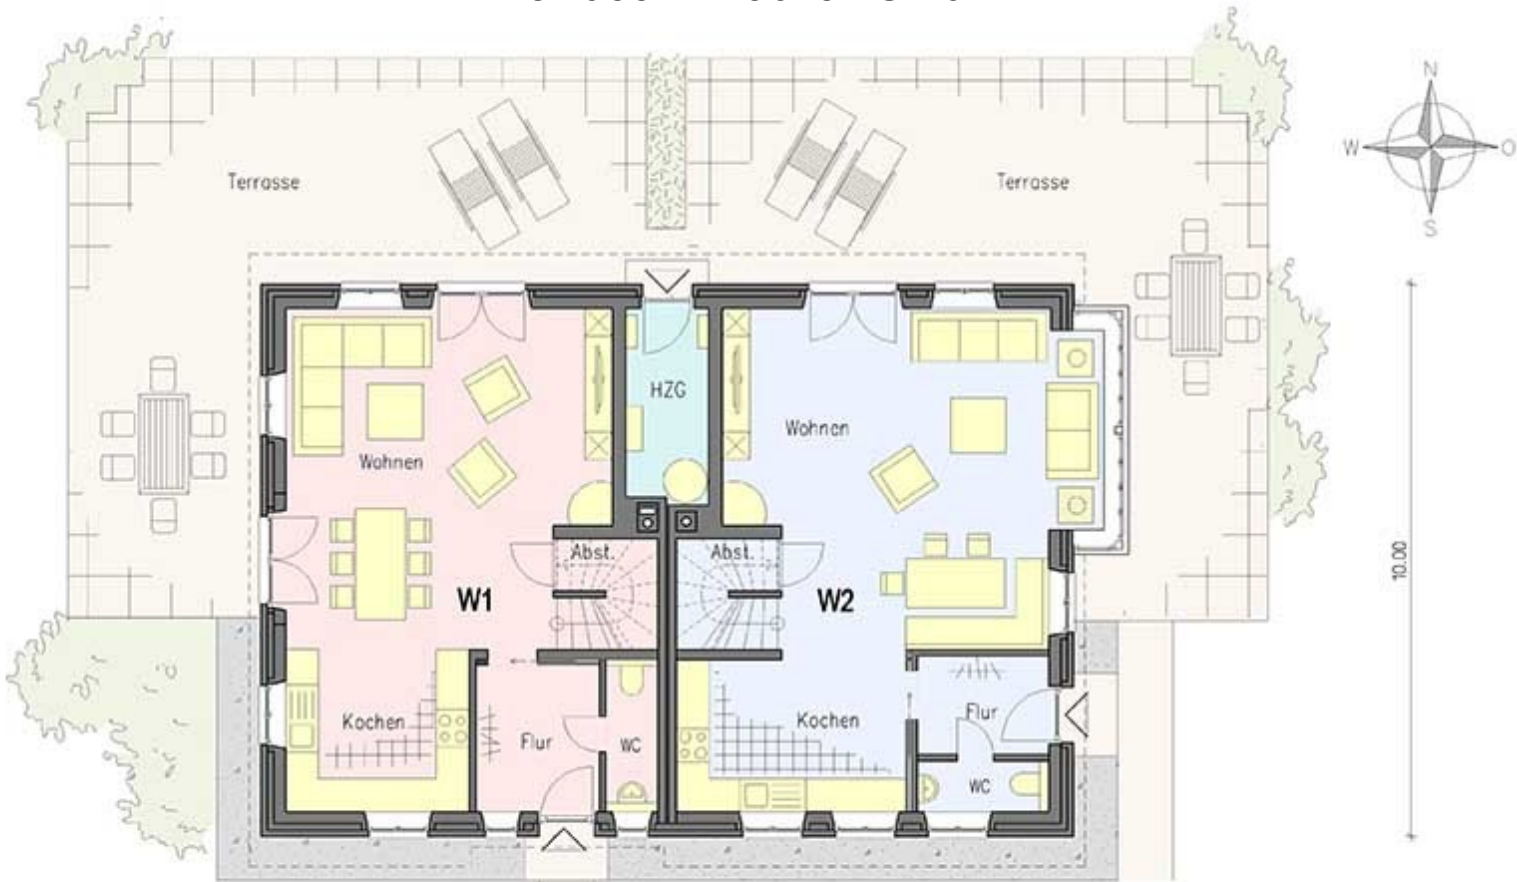 N
W O
S
Terrasse Terrasse
HZG
Wohnen
Wohnen
Abst. Abst.
W1 W2
10.00
Kochen Flur WC
Kochen Flur
WC